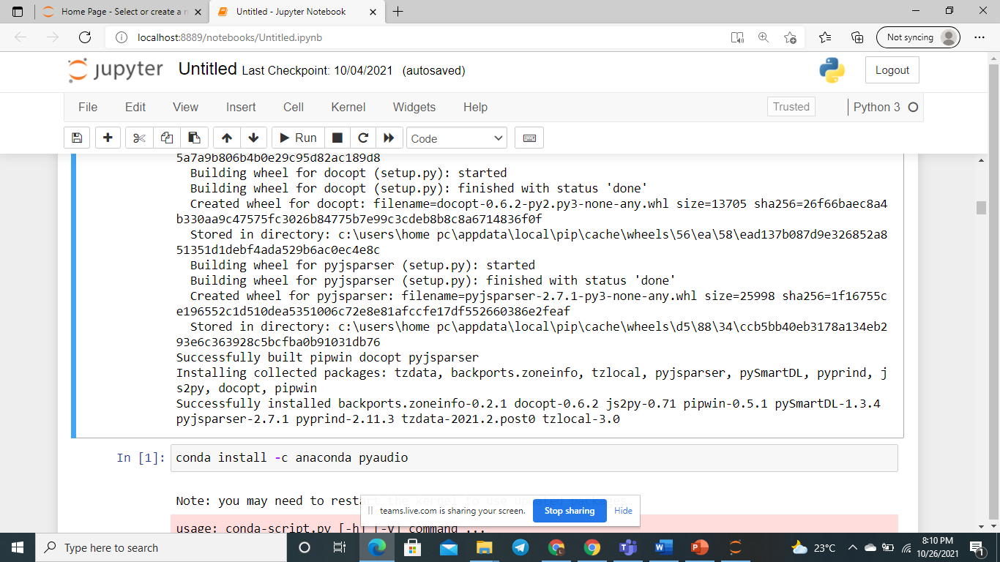 Home Page - Select or create a n
Untitled - Jupyter Notebook
localhost:8889/notebooks/Untitled.ipynb
Not syncing
jupyter Untitled Last Checkpoint: 10/04/2021 (autosaved)
Logout
File Edit View Insert Cell Kernel Widgets Help
Trusted
Python 3
Run
Code
5a7a9b806b4b0e29c95d82ac189d8
Building wheel for docopt (setup.py): started
Building wheel for docopt (setup.py): finished with status 'done'
Created wheel for docopt: filename=docopt-0.6.2-py2.py3-none-any.whl size=13705 sha256=26f66baec8a4
b330aa9c47575fc3026b84775b7e99c3cdeb8b8c8a6714836f0f
Stored in directory: c:\users\home pc\appdata\local\pip\cache\wheels\56\ea\58\ead137b087d9e326852a8
51351d1debf4ada529b6ac0ec4e8c
Building wheel for pyjsparser (setup.py): started
Building wheel for pyjsparser (setup.py): finished with status 'done'
Created wheel for pyjsparser: filename=pyjsparser-2.7.1-py3-none-any.whl size=25998 sha256=1f16755c
e196552c1d510dea5351006c72e8e81afccfe17df552660386e2feaf
Stored in directory: c:\users\home pc\appdata\local\pip\cache\wheels\d5\88\34\ccb5bb40eb3178a134eb2
93e6c363928c5bcfba0b91031db76
Successfully built pipwin docopt pyjsparser
Installing collected packages: tzdata, backports.zoneinfo, tzlocal, pyjsparser, pySmartDL, pyprind, j
s2py, docopt, pipwin
Successfully installed backports.zoneinfo-0.2.1 docopt-0.6.2 js2py-0.71 pipwin-0.5.1 pySmartDL-1.3.4
pyjsparser-2.7.1 pyprind-2.11.3 tzdata-2021.2.post0 tzlocal-3.0
In [1]: conda install -c anaconda pyaudio
Note: you may need to restart the kernel to use updated packages.
teams.live.com is sharing your screen. Stop sharing Hide
usage: conda-script.py [-h] [-V] command ...
Type here to search
23°C
8:10 PM
10/26/2021
1